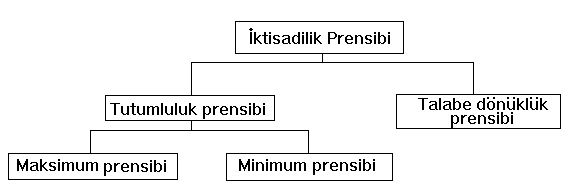 İktisadilik Prensibi
Tutumluluk prensibi
Talabe dönüklük
prensibi
Maksimum prensibi
Minimum prensibi